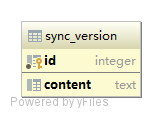 sync_version
id integer
content text
Powered by yFiles